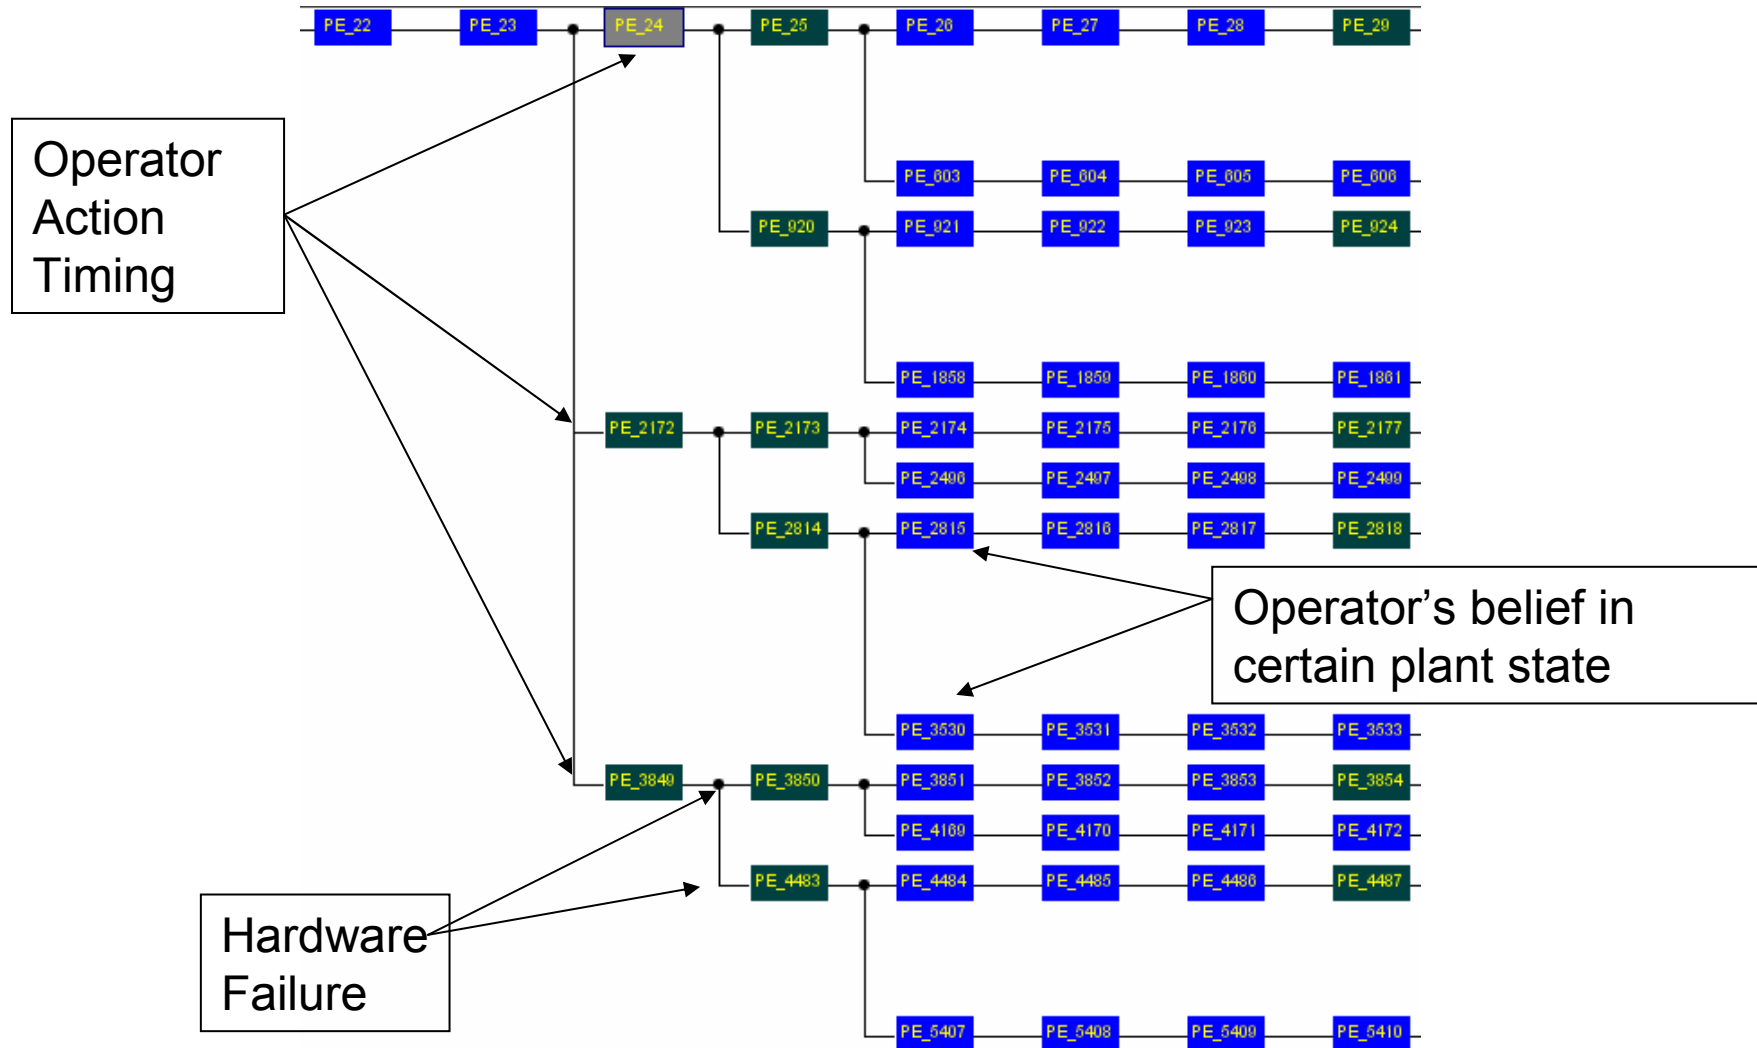 PE_22 PE_23 PE_24 PE_25 PE_26 PE_27 PE_28 PE_29
Operator
Action
Timing
PE_603 PE_604 PE_605 PE_606
PE_920 PE_921 PE_922 PE_923 PE_924
PE_1858 PE_1859 PE_1860 PE_1861
PE_2172 PE_2173 PE_2174 PE_2175 PE_2176 PE_2177
PE_2496 PE_2497 PE_2498 PE_2499
PE_2814 PE_2815 PE_2816 PE_2817 PE_2818
Operator’s belief in
certain plant state
PE_3530 PE_3531 PE_3532 PE_3533
PE_3849 PE_3850 PE_3851 PE_3852 PE_3853 PE_3854
PE_4169 PE_4170 PE_4171 PE_4172
PE_4483 PE_4484 PE_4485 PE_4486 PE_4487
Hardware
Failure
PE_5407 PE_5408 PE_5409 PE_5410